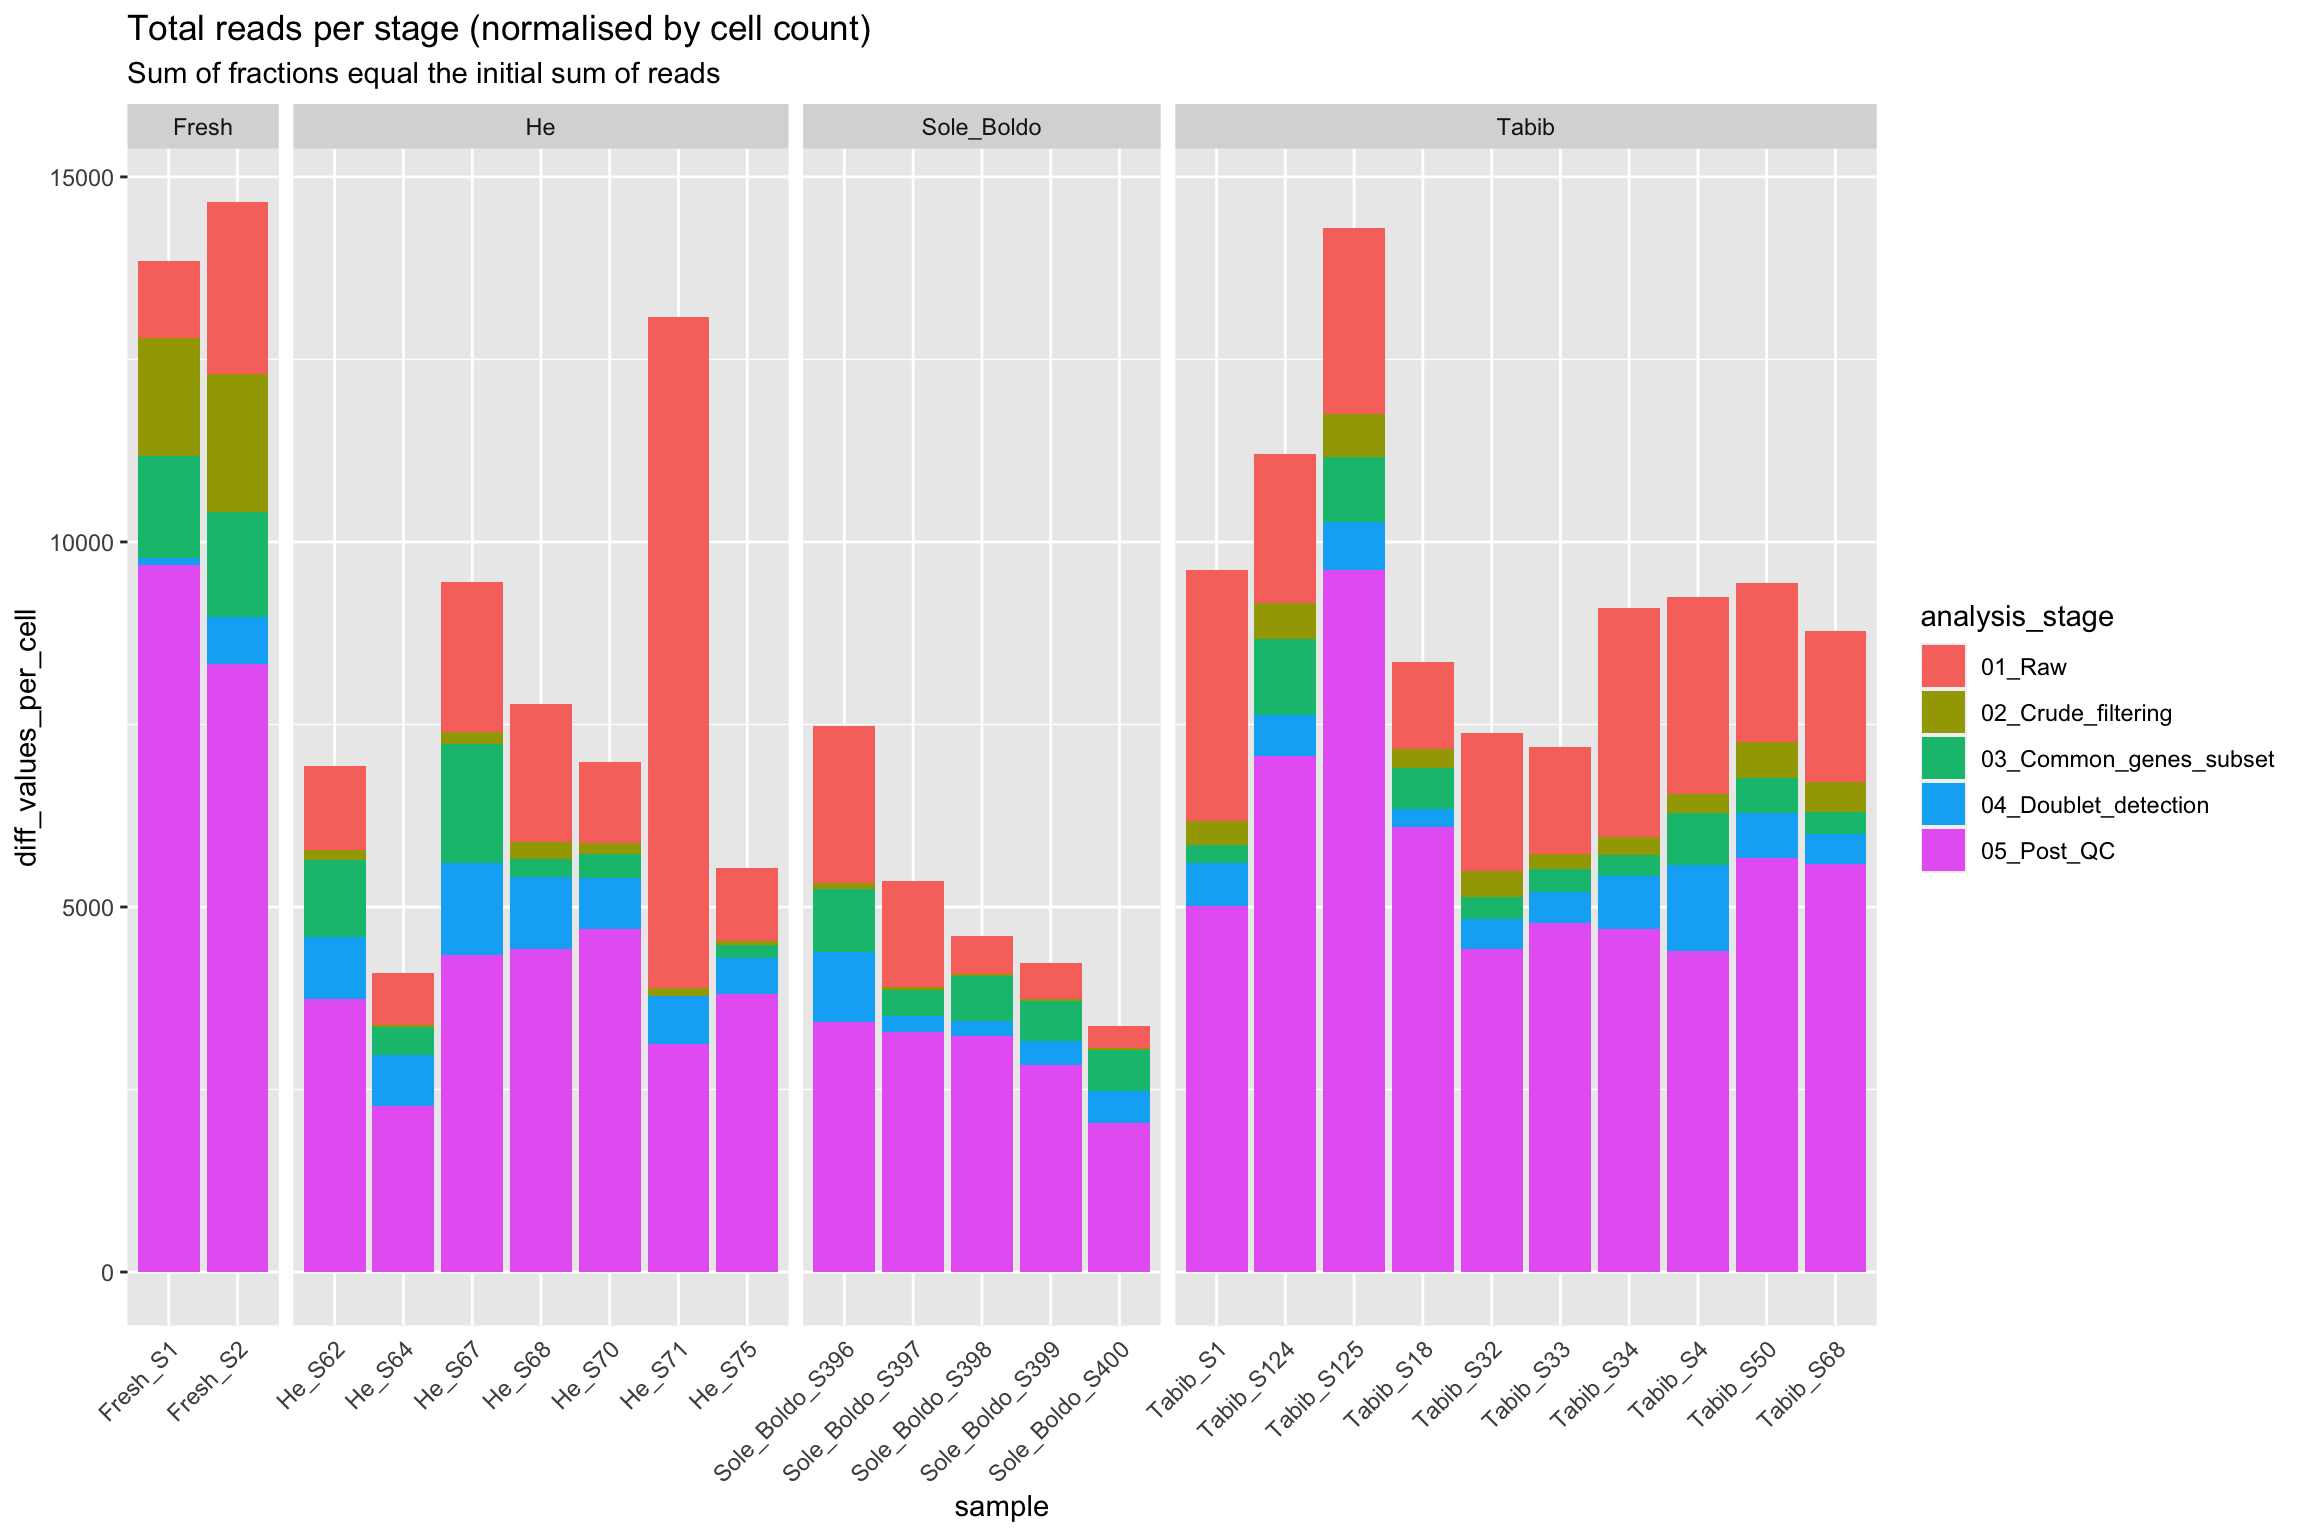 Total reads per stage (normalised by cell count)
Sum of fractions equal the initial sum of reads
Fresh
He
Sole_Boldo
Tabib
15000
10000
5000
0
diff_values_per_cell
Fresh_S1
Fresh_S2
He_S62
He_S64
He_S67
He_S68
He_S70
He_S71
He_S75
Sole_Boldo_S396
Sole_Boldo_S397
Sole_Boldo_S398
Sole_Boldo_S399
Sole_Boldo_S400
Tabib_S1
Tabib_S124
Tabib_S125
Tabib_S18
Tabib_S32
Tabib_S33
Tabib_S34
Tabib_S4
Tabib_S50
Tabib_S68
sample
analysis_stage
01_Raw
02_Crude_filtering
03_Common_genes_subset
04_Doublet_detection
05_Post_QC